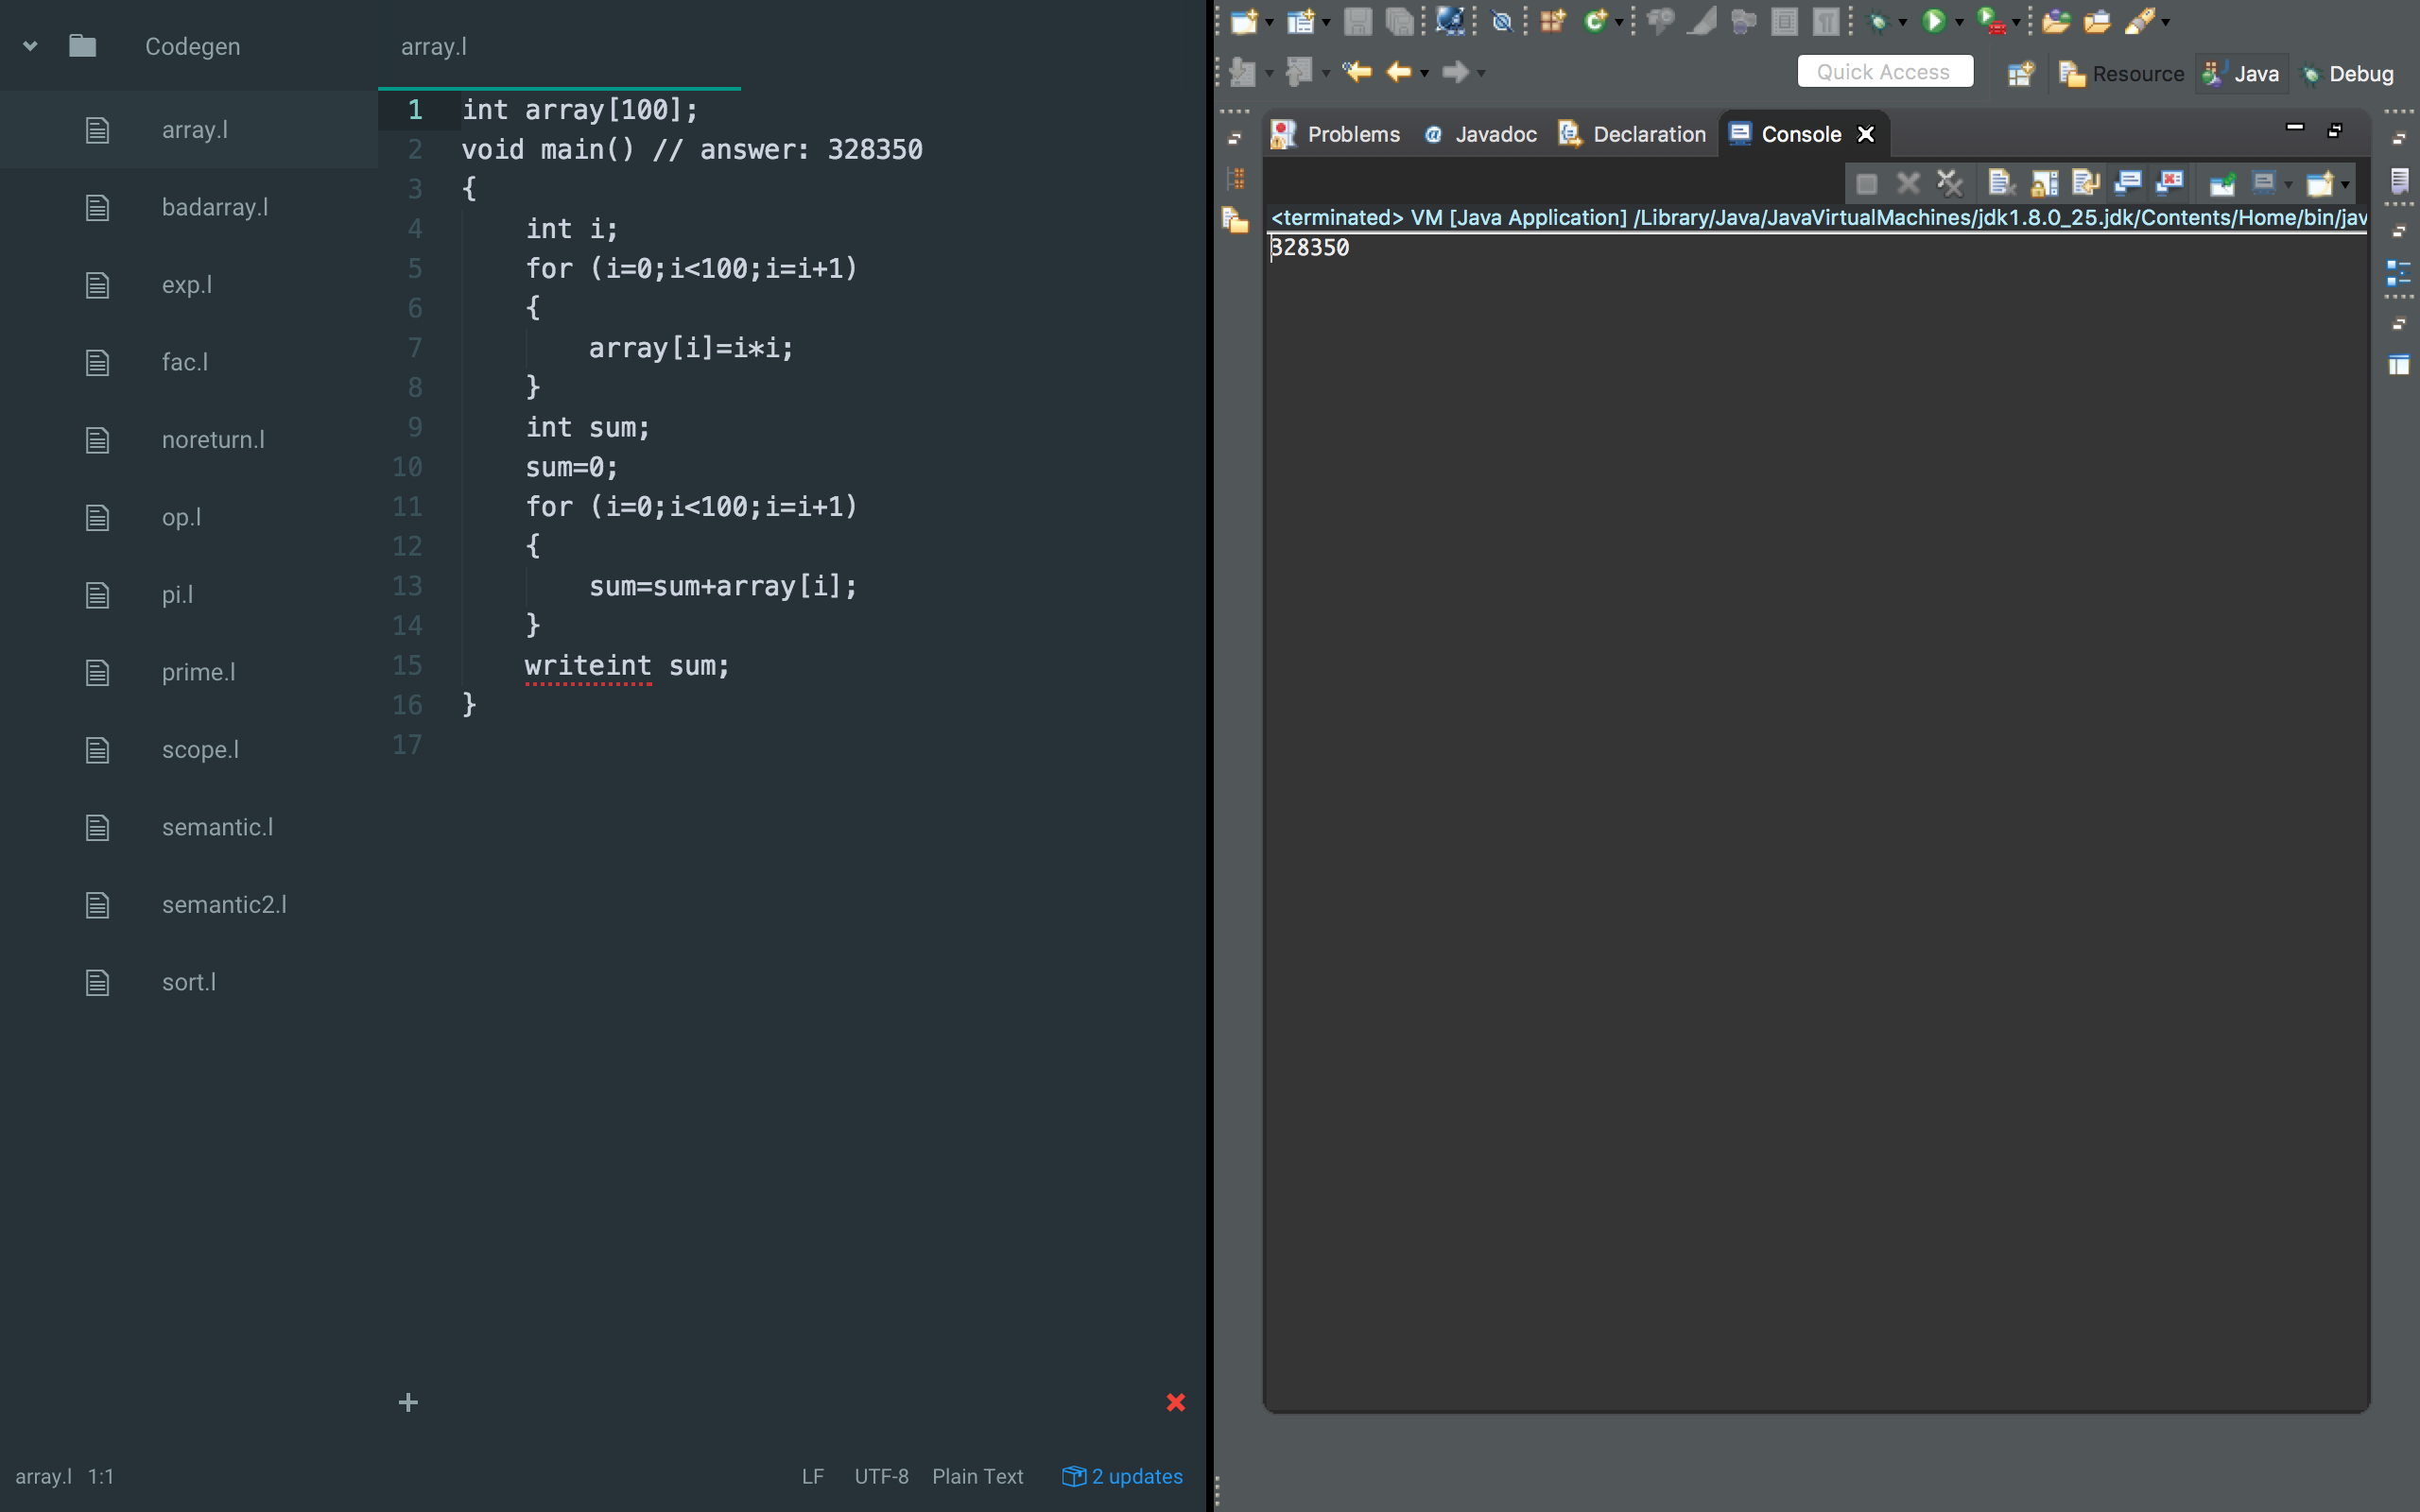 Codegen
array.l
badarray.l
exp.l
fac.l
noreturn.l
op.l
pi.l
prime.l
scope.l
semantic.l
semantic2.l
sort.l
array.l
1 int array[100];
2 void main() // answer: 328350
3 {
4     int i;
5     for (i=0;i<100;i=i+1)
6     {
7         array[i]=i*i;
8     }
9     int sum;
10     sum=0;
11     for (i=0;i<100;i=i+1)
12     {
13         sum=sum+array[i];
14     }
15     writeint sum;
16 }
17
array.l 1:1
LF UTF-8 Plain Text 2 updates
Quick Access Resource Java Debug
Problems @ Javadoc Declaration Console
<terminated> VM [Java Application] /Library/Java/JavaVirtualMachines/jdk1.8.0_25.jdk/Contents/Home/bin/jav
328350